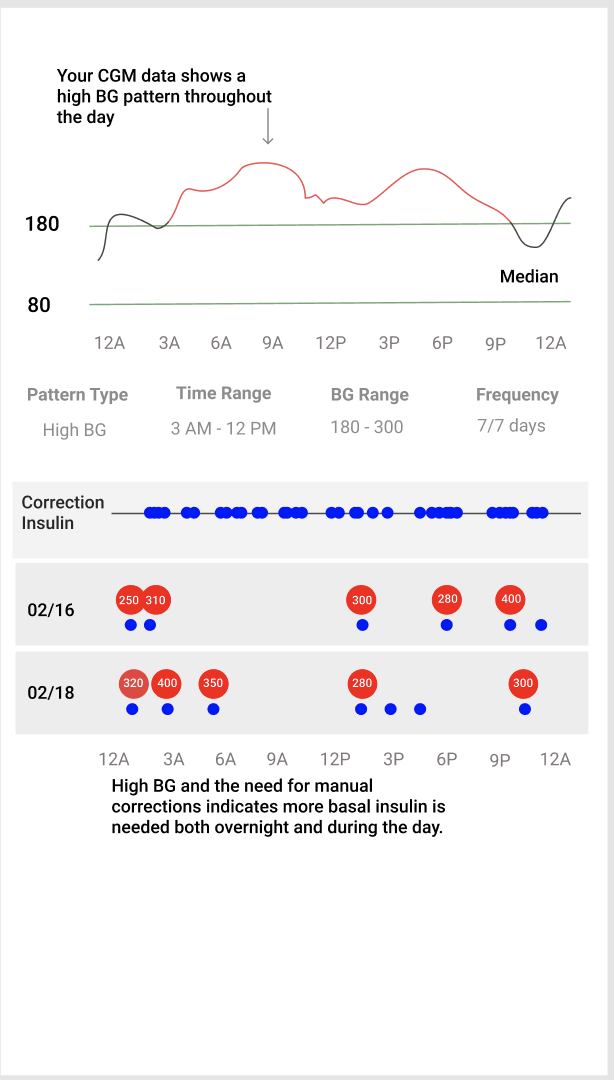 Your CGM data shows a
high BG pattern throughout
the day
180
Median
80
12A 3A 6A 9A 12P 3P 6P 9P 12A
Pattern Type Time Range BG Range Frequency
High BG 3 AM - 12 PM 180 - 300 7/7 days
Correction
Insulin
250 310 300 280 400
02/16
320 400 350 280 300
02/18
12A 3A 6A 9A 12P 3P 6P 9P 12A
High BG and the need for manual
corrections indicates more basal insulin is
needed both overnight and during the day.